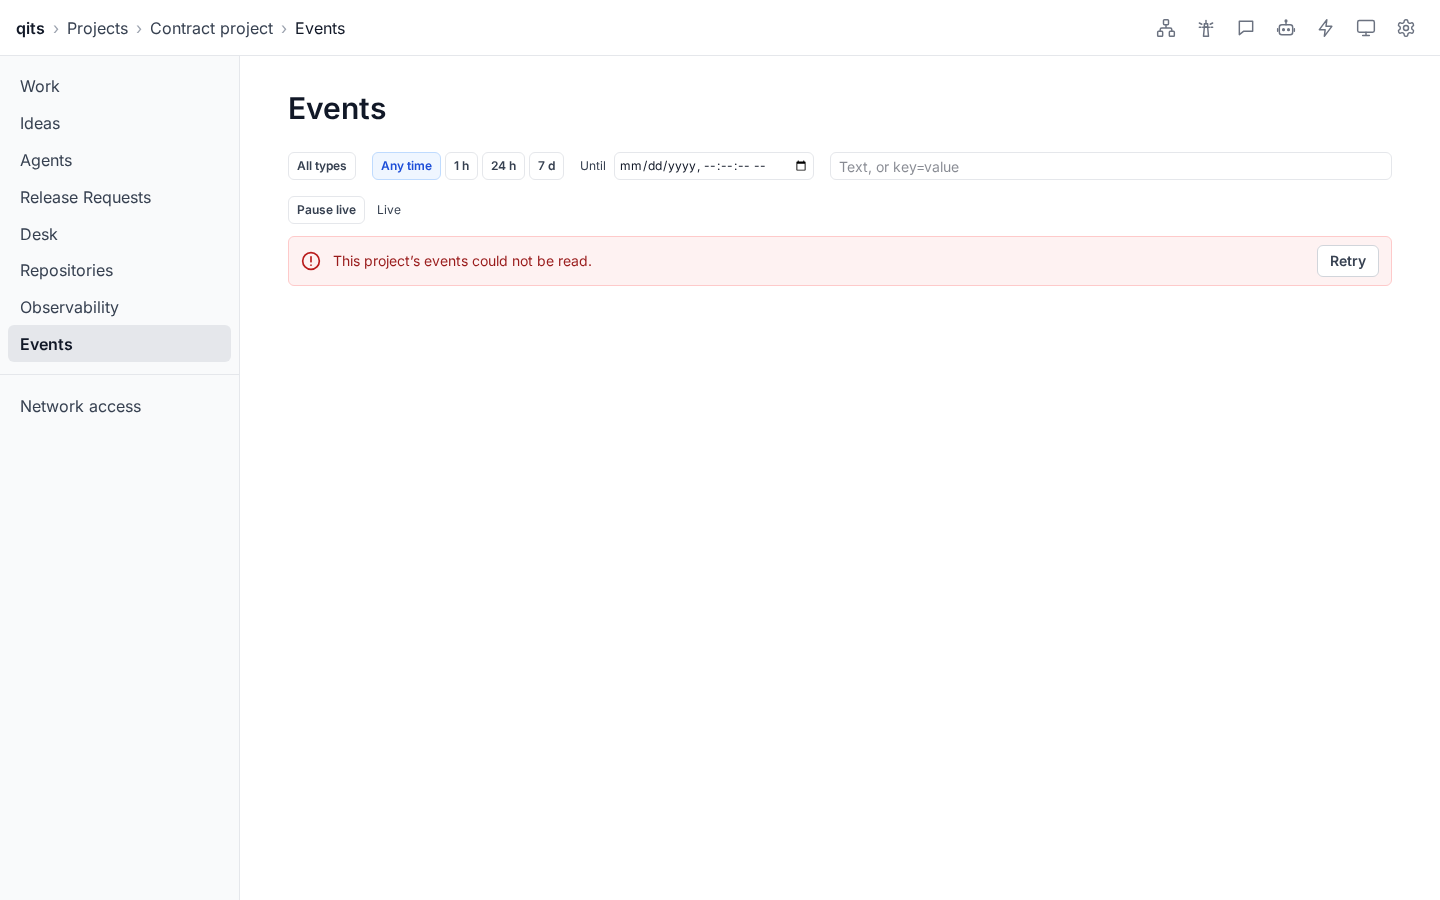 qits › Projects › Contract project › Events
Work
Ideas
Agents
Release Requests
Desk
Repositories
Observability
Events
Network access
Events
All types Any time 1 h 24 h 7 d Until mm/dd/yyyy, --:--:-- -- Text, or key=value
Pause live Live
This project’s events could not be read. Retry